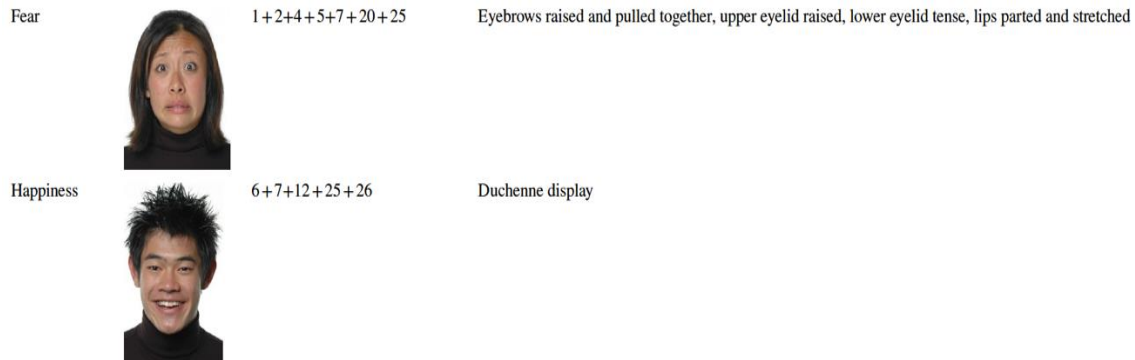 Fear 1+2+4+5+7+20+25 Eyebrows raised and pulled together, upper eyelid raised, lower eyelid tense, lips parted and stretched
Happiness 6+7+12+25+26 Duchenne display